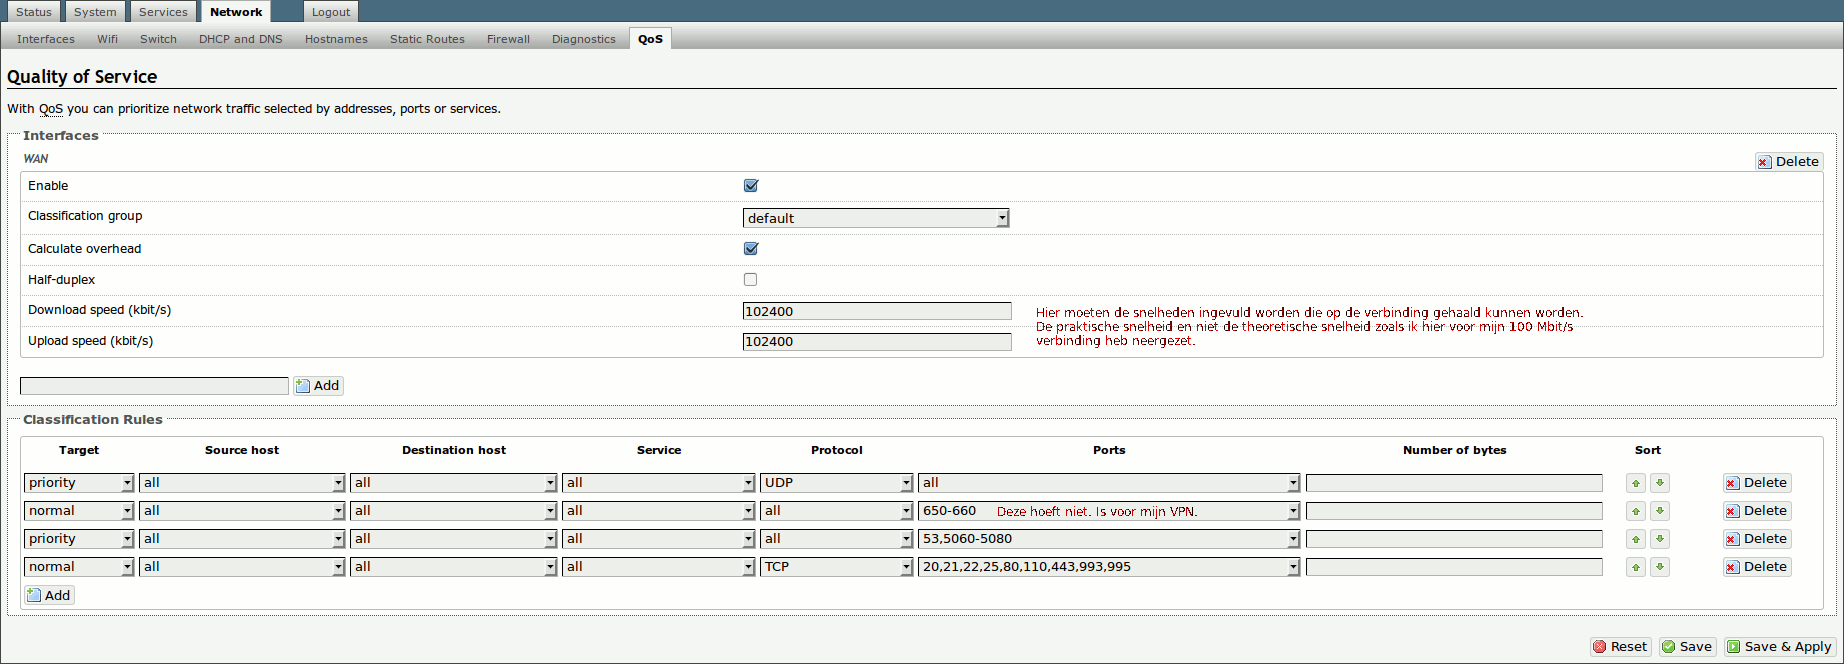 Status System Services Network Logout
Interfaces Wifi Switch DHCP and DNS Hostnames Static Routes Firewall Diagnostics QoS
Quality of Service
With QoS you can prioritize network traffic selected by addresses, ports or services.
Interfaces
WAN
Delete
Enable
Classification group default
Calculate overhead
Half-duplex
Download speed (kbit/s) 102400
Hier moeten de snelheden ingevuld worden die op de verbinding gehaald kunnen worden.
De praktische snelheid en niet de theoretische snelheid zoals ik hier voor mijn 100 Mbit/s
verbinding heb neergezet.
Upload speed (kbit/s) 102400
Add
Classification Rules
Target Source host Destination host Service Protocol Ports Number of bytes Sort
priority all all all UDP all Delete
normal all all all all 650-660 Deze hoeft niet. Is voor mijn VPN. Delete
priority all all all all 53,5060-5080 Delete
normal all all all TCP 20,21,22,25,80,110,443,993,995 Delete
Add
Reset Save Save & Apply